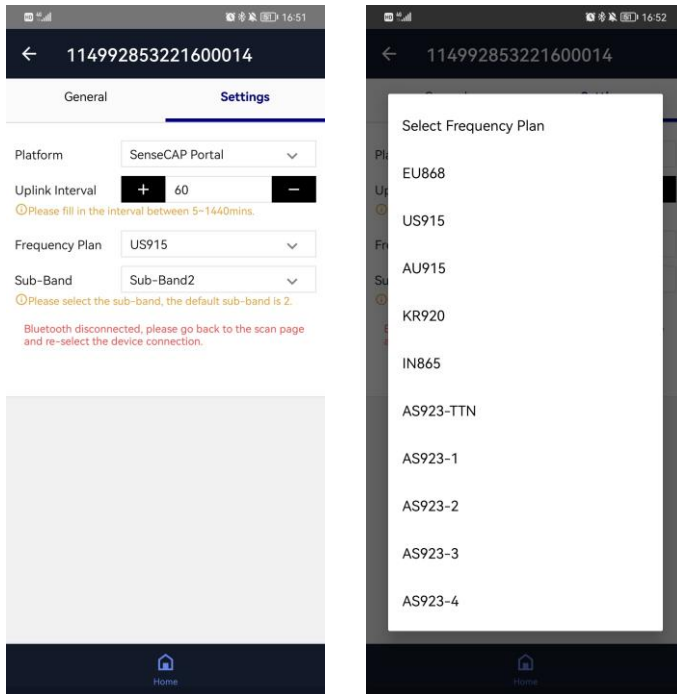 16:51
114992853221600014
General Settings
Platform SenseCAP Portal
Uplink Interval + 60 −
Please fill in the interval between 5~1440mins.
Frequency Plan US915
Sub-Band Sub-Band2
Please select the sub-band, the default sub-band is 2.
Bluetooth disconnected, please go back to the scan page
and re-select the device connection.
Home
16:52
114992853221600014
Select Frequency Plan
EU868
US915
AU915
KR920
IN865
AS923-TTN
AS923-1
AS923-2
AS923-3
AS923-4
Home